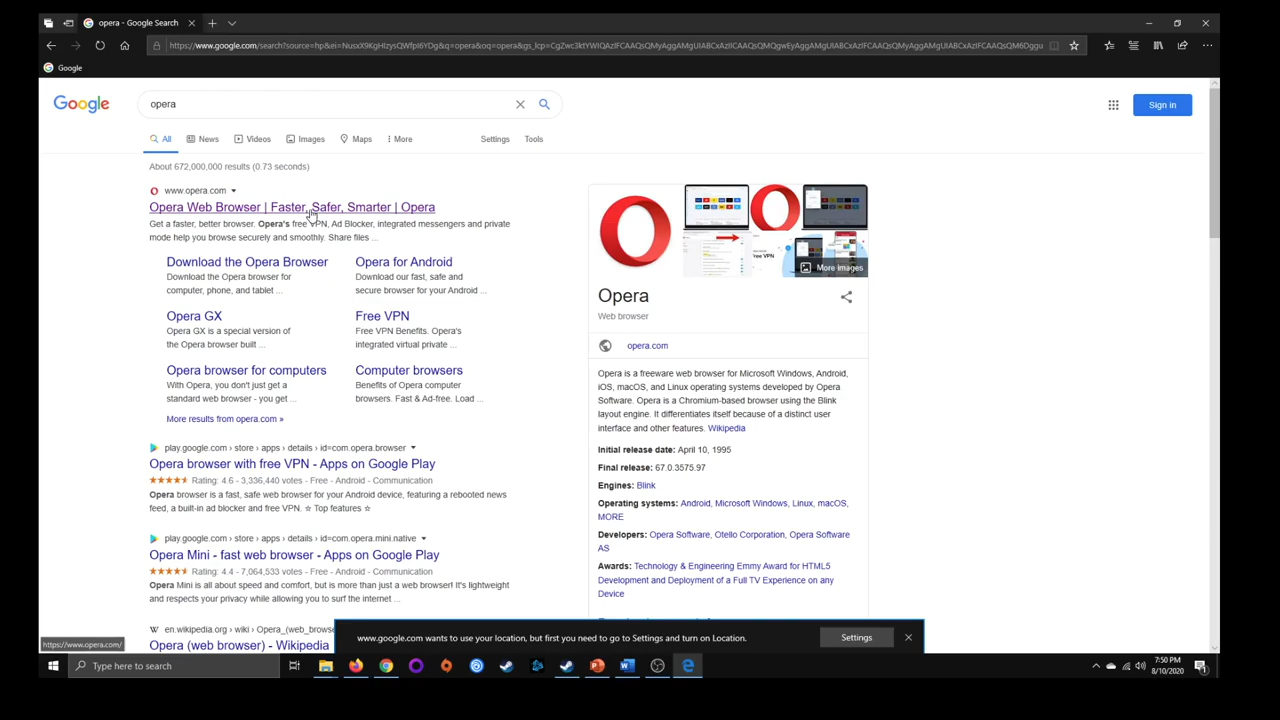 opera - Google Search
https://www.google.com/search?source=hp&ei=
Google
Google
opera
Sign in
All
News
Videos
Images
Maps
More
Settings
Tools
About 672,000,000 results (0.73 seconds)
www.opera.com
Opera Web Browser | Faster, Safer, Smarter | Opera
Get a faster, better browser. Opera's free VPN, Ad Blocker, integrated messengers and private
mode help you browse securely and smoothly. Share files ...
Download the Opera Browser
Download the Opera browser for
computer, phone, and tablet ...
Opera for Android
Download our fast, safe and
secure browser for your Android ...
Opera GX
Opera GX is a special version of
the Opera browser built ...
Free VPN
Free VPN Benefits. Opera's
integrated virtual private ...
Opera browser for computers
With Opera, you don't just get a
standard web browser - you get ...
Computer browsers
Benefits of Opera computer
browsers. Fast & Ad-free. Load ...
More results from opera.com »
play.google.com › store › apps › details › id=com.opera.browser
Opera browser with free VPN - Apps on Google Play
Rating: 4.6 - 3,336,440 votes - Free - Android - Communication
Opera browser is a fast, safe web browser for your Android device, featuring a rebooted news
feed, a built-in ad blocker and free VPN. ☆ Top features ☆
play.google.com › store › apps › details › id=com.opera.mini.native
Opera Mini - fast web browser - Apps on Google Play
Rating: 4.4 - 7,064,533 votes - Free - Android - Communication
Opera Mini is all about speed and comfort, but is more than just a web browser! It's lightweight
and respects your privacy while allowing you to surf the internet ...
en.wikipedia.org › wiki › Opera_(web_browse
Opera (web browser) - Wikipedia
Free VPN
More images
Opera
Web browser
opera.com
Opera is a freeware web browser for Microsoft Windows, Android,
iOS, macOS, and Linux operating systems developed by Opera
Software. Opera is a Chromium-based browser using the Blink
layout engine. It differentiates itself because of a distinct user
interface and other features. Wikipedia
Initial release date: April 10, 1995
Final release: 67.0.3575.97
Engines: Blink
Operating systems: Android, Microsoft Windows, Linux, macOS,
MORE
Developers: Opera Software, Otello Corporation, Opera Software
AS
Awards: Technology & Engineering Emmy Award for HTML5
Development and Deployment of a Full TV Experience on any
Device
www.google.com wants to use your location, but first you need to go to Settings and turn on Location.
Settings
https://www.opera.com/
Type here to search
7:50 PM
8/10/2020
1